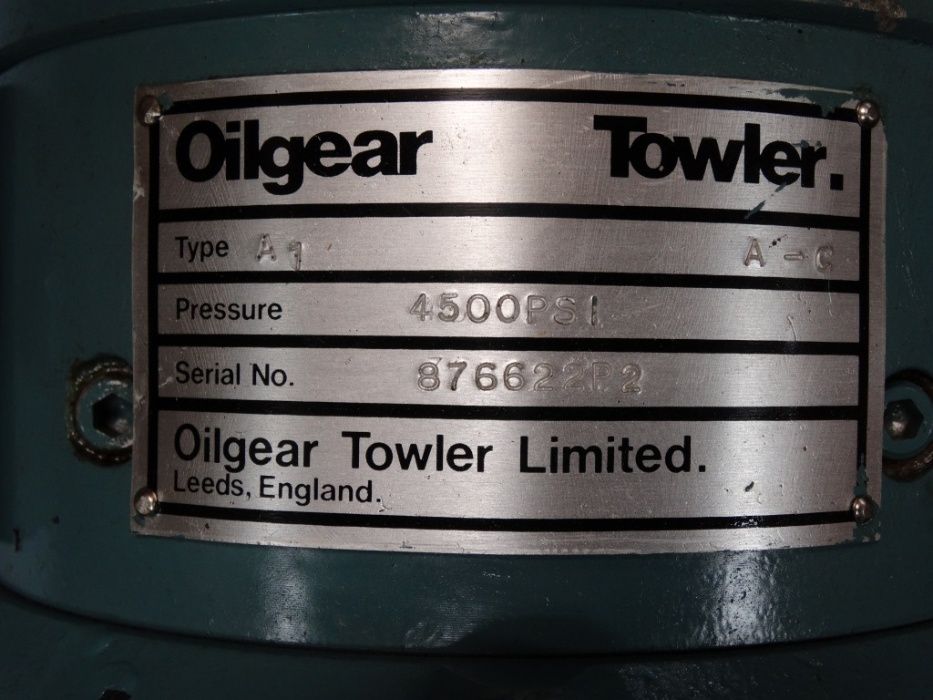 Oilgear Towler.
Type A1 A-C
Pressure 4500PSI
Serial No. 876622P2
Oilgear Towler Limited.
Leeds, England.